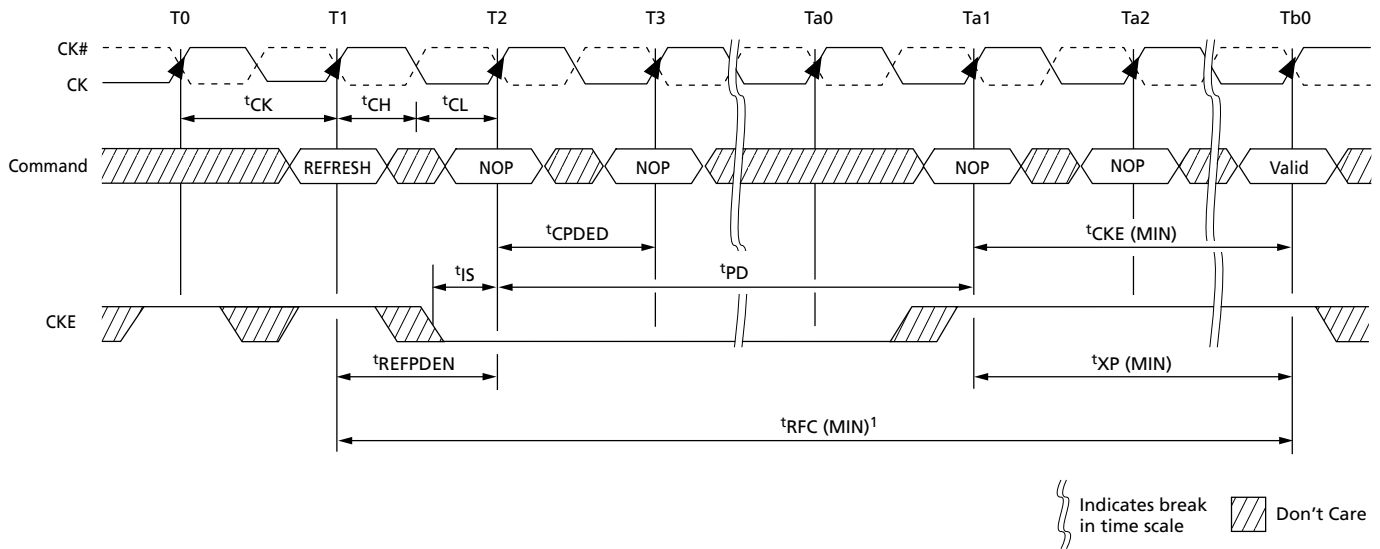 T0 T1 T2 T3 Ta0 Ta1 Ta2 Tb0
CK#
CK
tCK tCH tCL
Command REFRESH NOP NOP NOP NOP Valid
tCPDED tCKE (MIN)
tIS tPD
CKE
tREFPDEN tXP (MIN)
tRFC (MIN)1
Indicates break
in time scale
Don't Care